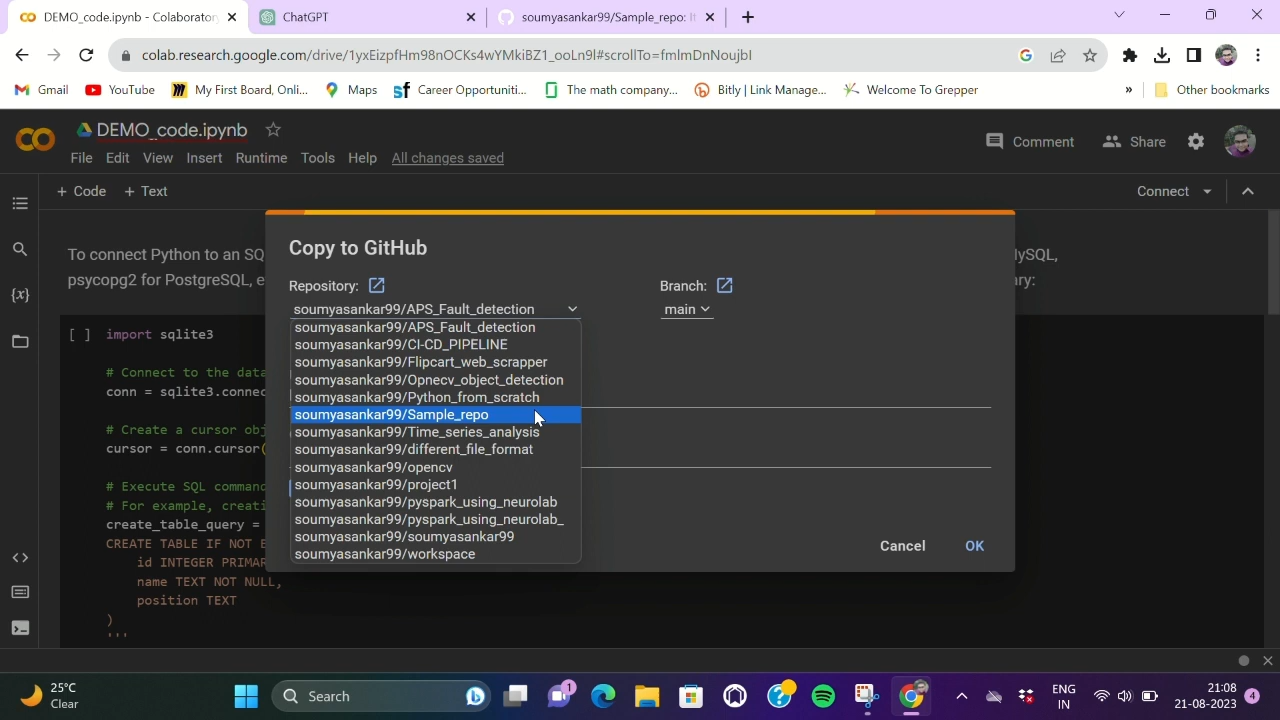 DEMO_code.ipynb - Colaborator
ChatGPT
soumyasankar99/Sample_repo: It
colab.research.google.com/drive/1yxEizpfHm98nOCKs4wYMkiBZ1_ooLn9l#scrollTo=fmlmDnNoujbI
Gmail YouTube My First Board, Onli... Maps Career Opportuniti... The math company,... Bitly | Link Manage... Welcome To Grepper » Other bookmarks
DEMO_code.ipynb
Comment Share
File Edit View Insert Runtime Tools Help All changes saved
+ Code + Text Connect
Copy to GitHub
To connect Python to an SQ
lySQL,
psycopg2 for PostgreSQL, e
ry:
Repository: Branch:
soumyasankar99/APS_Fault_detection main
soumyasankar99/APS_Fault_detection
soumyasankar99/CI-CD_PIPELINE
soumyasankar99/Flipcart_web_scrapper
soumyasankar99/Opnecv_object_detection
soumyasankar99/Python_from_scratch
soumyasankar99/Sample_repo
soumyasankar99/Time_series_analysis
soumyasankar99/different_file_format
soumyasankar99/opencv
soumyasankar99/project1
soumyasankar99/pyspark_using_neurolab
soumyasankar99/pyspark_using_neurolab_
soumyasankar99/soumyasankar99
soumyasankar99/workspace
Cancel OK
[ ] import sqlite3
# Connect to the data
conn = sqlite3.connec
# Create a cursor obj
cursor = conn.cursor(
# Execute SQL command
# For example, creati
create_table_query =
CREATE TABLE IF NOT E
id INTEGER PRIMAR
name TEXT NOT NULL,
position TEXT
)
'''
{x}
25°C
Clear
Search
1
ENG
IN
21:08
21-08-2023
4